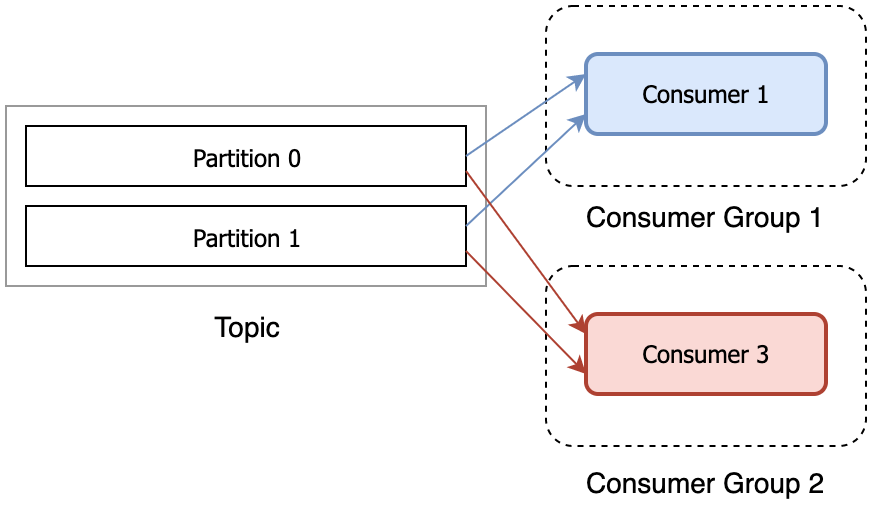 Consumer 1
Partition 0
Consumer Group 1
Partition 1
Topic
Consumer 3
Consumer Group 2